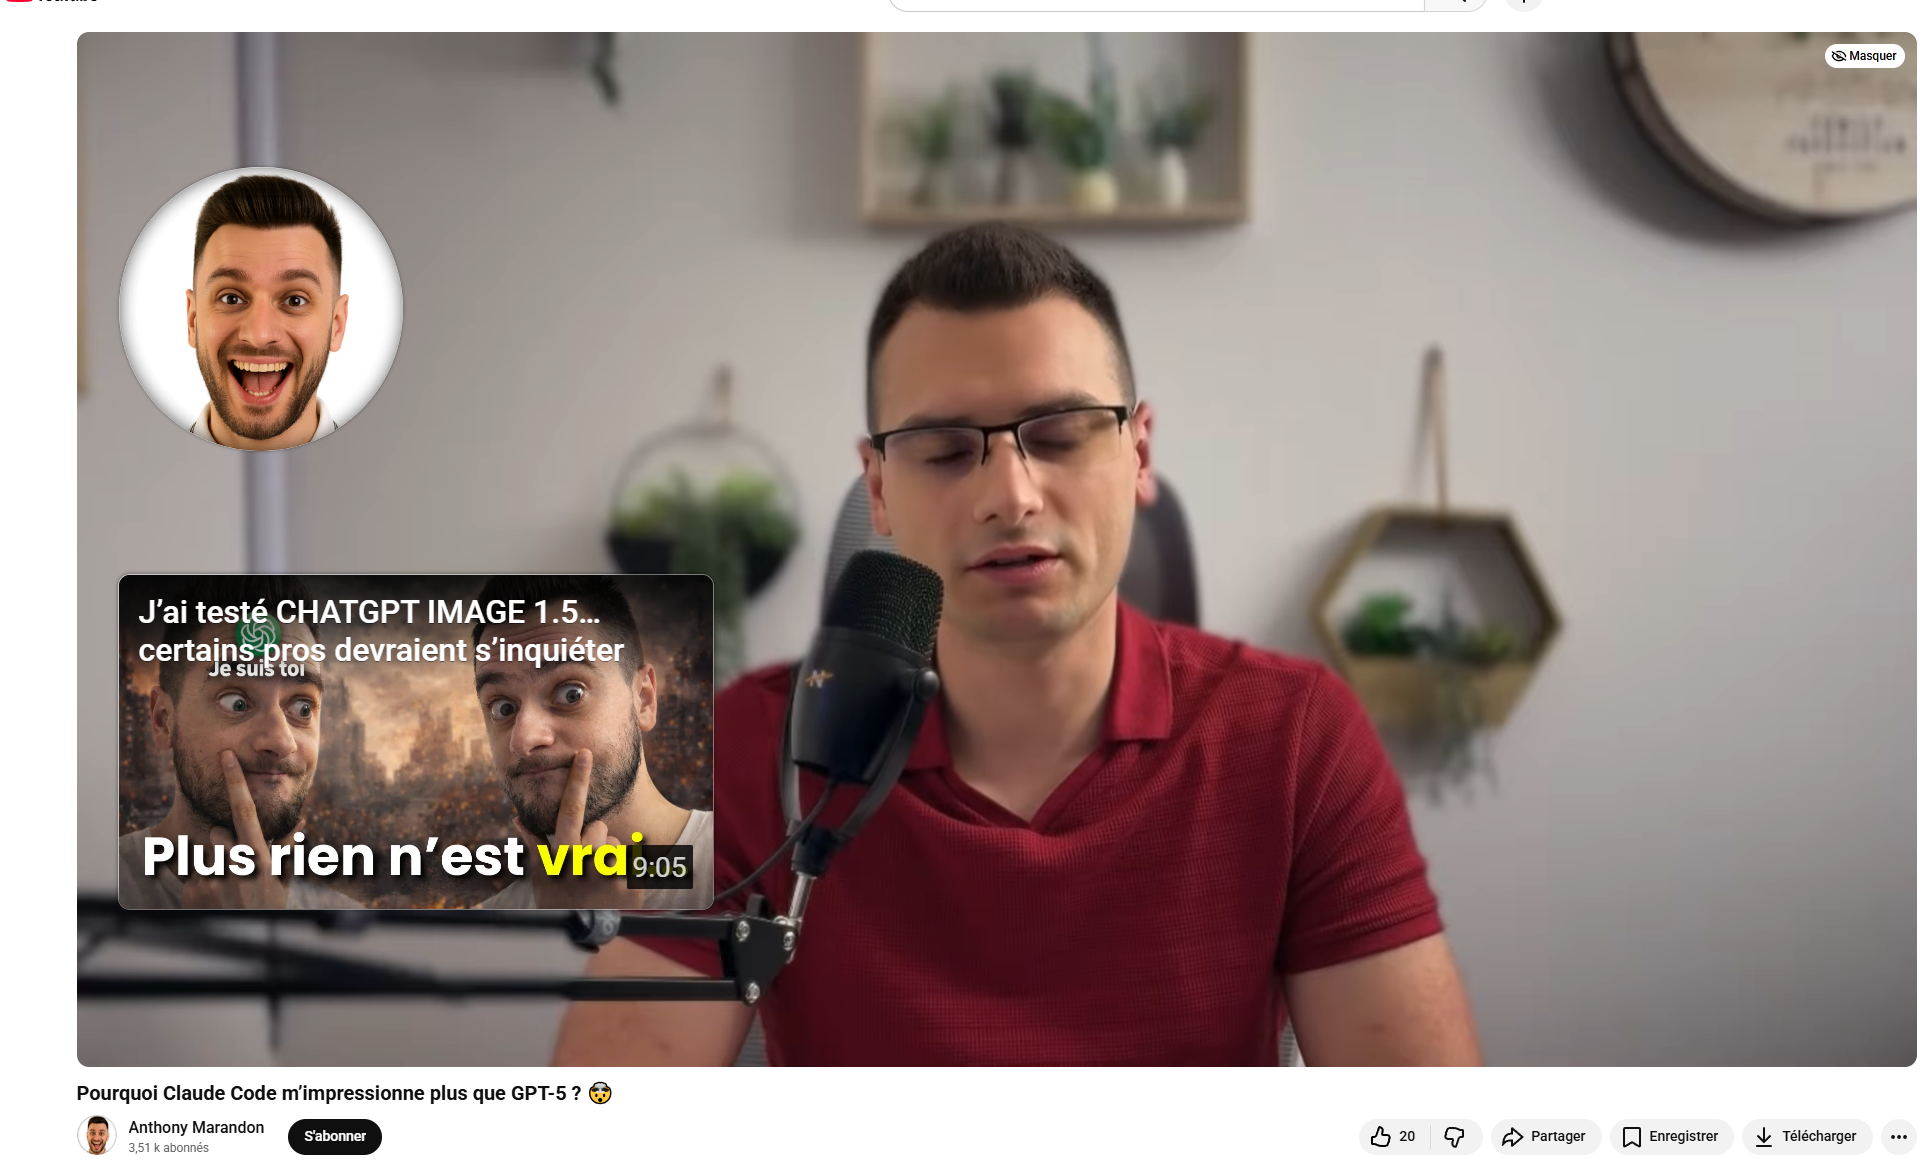 Masquer
J’ai testé CHATGPT IMAGE 1.5...
certains pros devraient s’inquiéter
Je suis toi
Plus rien n’est vrai
9:05
Pourquoi Claude Code m’impressionne plus que GPT-5 ? 🤯
Anthony Marandon
3,51 k abonnés
S'abonner
20
Partager
Enregistrer
Télécharger